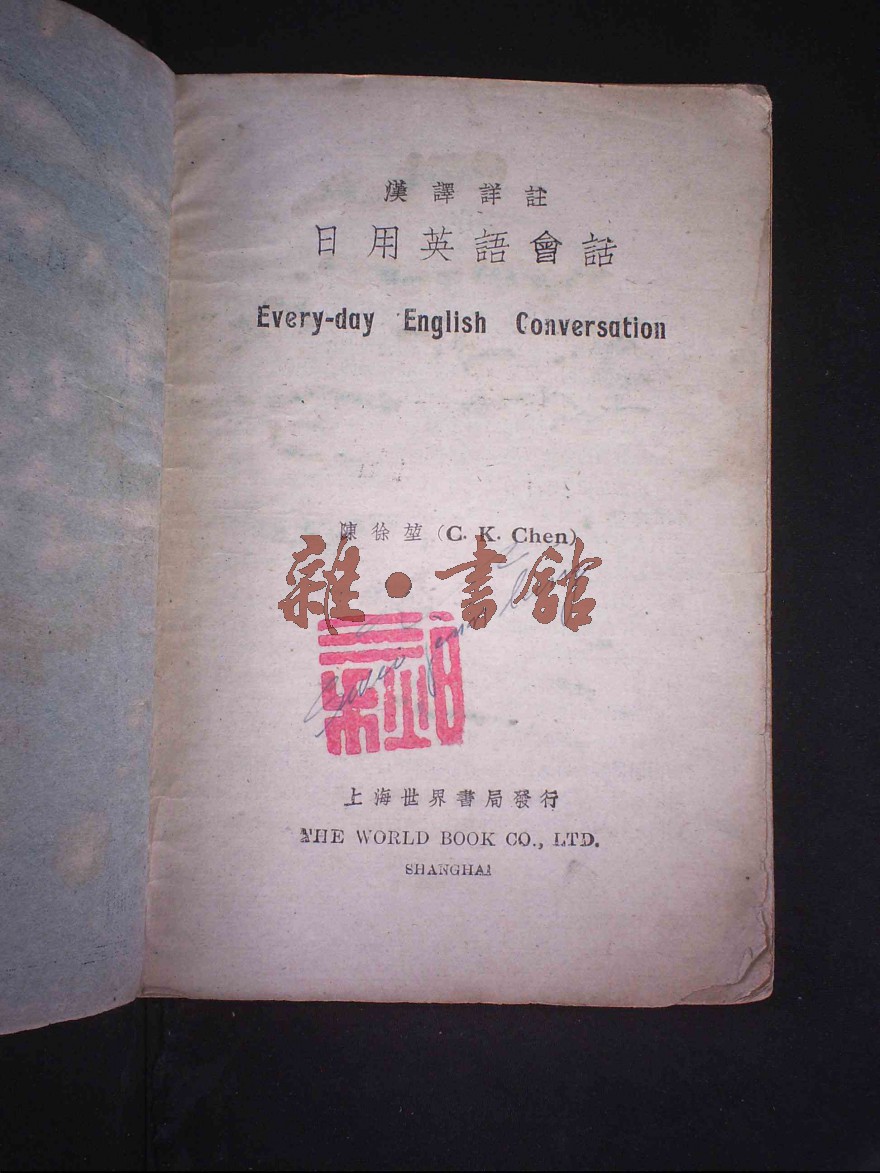 漢譯詳註
日用英語會話
Every-day English Conversation
陳徐堃 (C. K. Chen)
雜·書館
上海世界書局發行
THE WORLD BOOK CO., LTD.
SHANGHAI